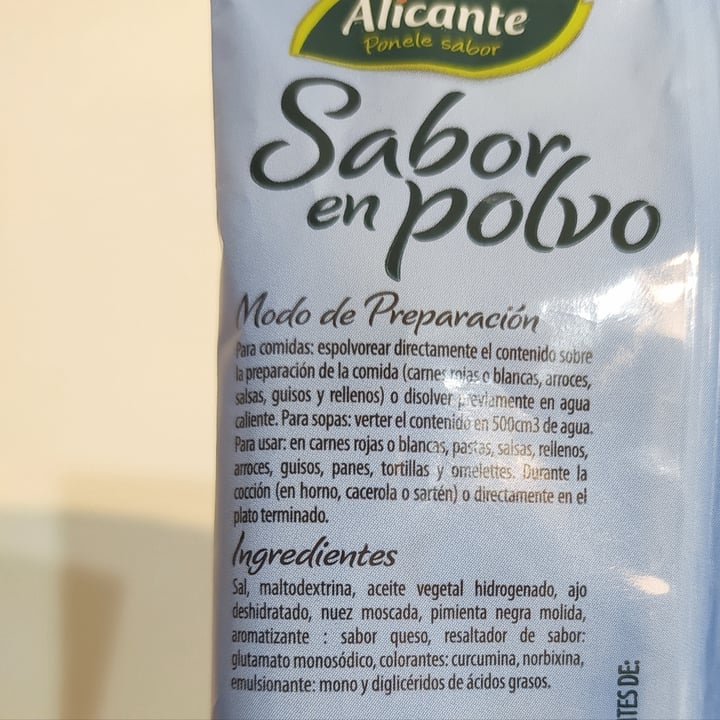 Alicante
Ponele sabor
Sabor
en polvo
Modo de Preparación
Para comidas: espolvorear directamente el contenido sobre
la preparación de la comida (carnes rojas o blancas, arroces,
salsas, guisos y rellenos) o disolver previamente en agua
caliente. Para sopas: verter el contenido en 500cm3 de agua.
Para usar: en carnes rojas o blancas, pastas, salsas, rellenos,
arroces, guisos, panes, tortillas y omelettes. Durante la
cocción (en horno, cacerola o sartén) o directamente en el
plato terminado.
Ingredientes
Sal, maltodextrina, aceite vegetal hidrogenado, ajo
deshidratado, nuez moscada, pimienta negra molida,
aromatizante : sabor queso, resaltador de sabor:
glutamato monosódico, colorantes: curcumina, norbixina,
emulsionante: mono y diglicéridos de ácidos grasos.
TES DE: